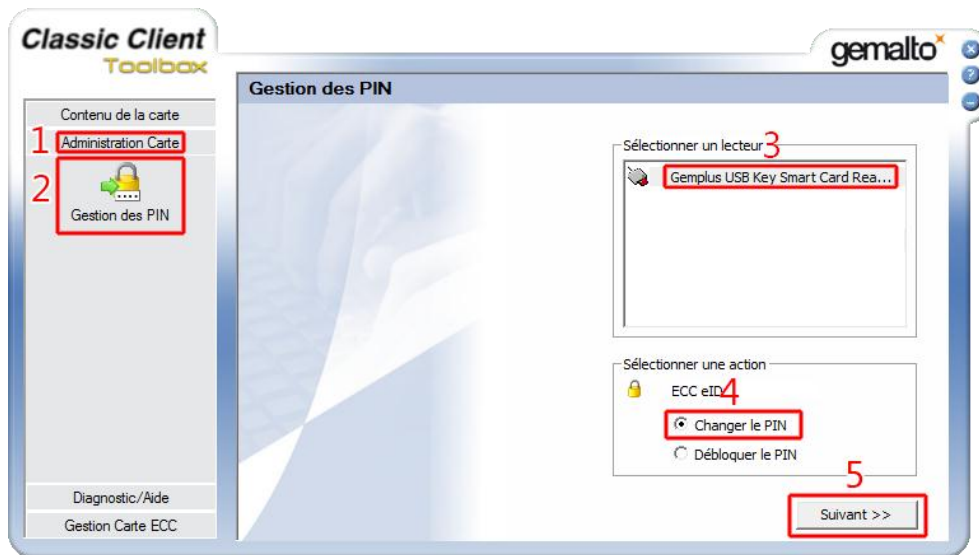 Classic Client
Toolbox
gemalto
Gestion des PIN
Contenu de la carte
1
Administration Carte
2
Gestion des PIN
Sélectionner un lecteur
3
Gemplus USB Key Smart Card Rea...
Sélectionner une action
ECC eID
4
Changer le PIN
Débloquer le PIN
5
Suivant >>
Diagnostic/Aide
Gestion Carte ECC